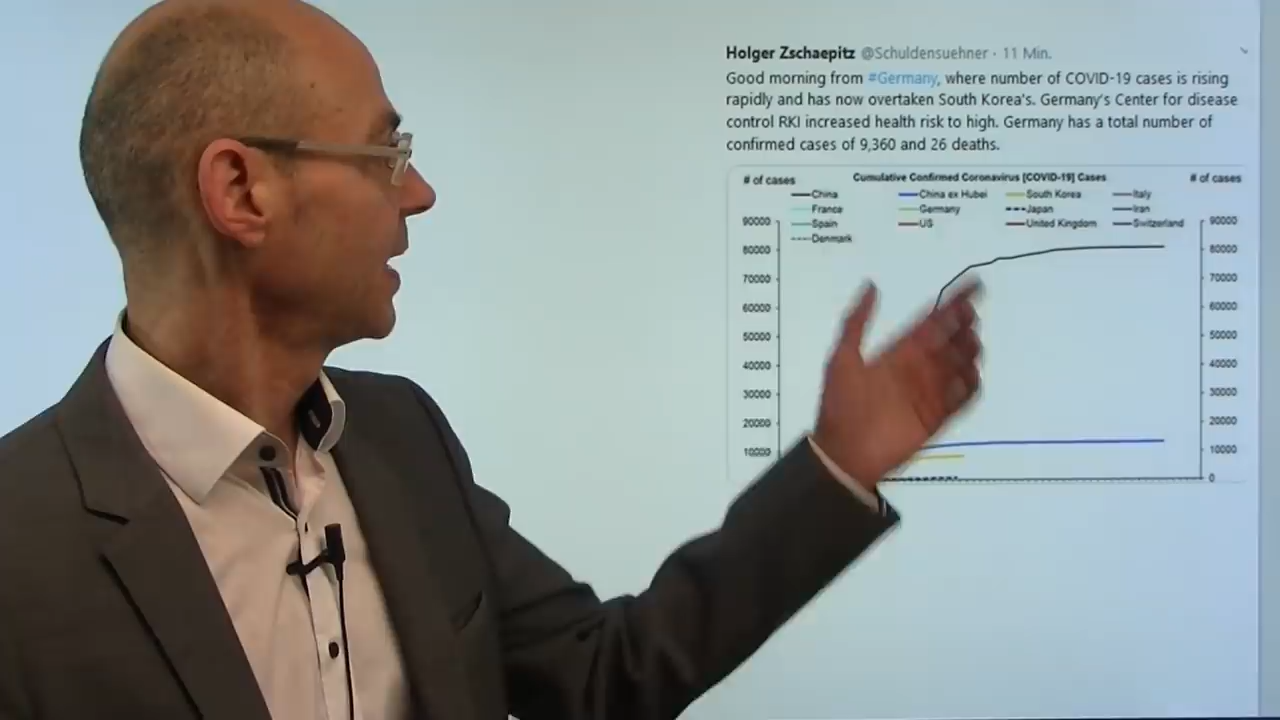 Holger Zschaepitz @Schuldensuehner · 11 Min.
Good morning from #Germany, where number of COVID-19 cases is rising
rapidly and has now overtaken South Korea's. Germany's Center for disease
control RKI increased health risk to high. Germany has a total number of
confirmed cases of 9,360 and 26 deaths.
# of cases Cumulative Confirmed Coronavirus [COVID-19] Cases # of cases
China China ex Hubei South Korea Italy
France Germany Japan Iran
Spain US United Kingdom Switzerland
Denmark
90000 90000
80000 80000
70000 70000
60000 60000
50000 50000
40000 40000
30000 30000
20000 20000
10000 10000
0